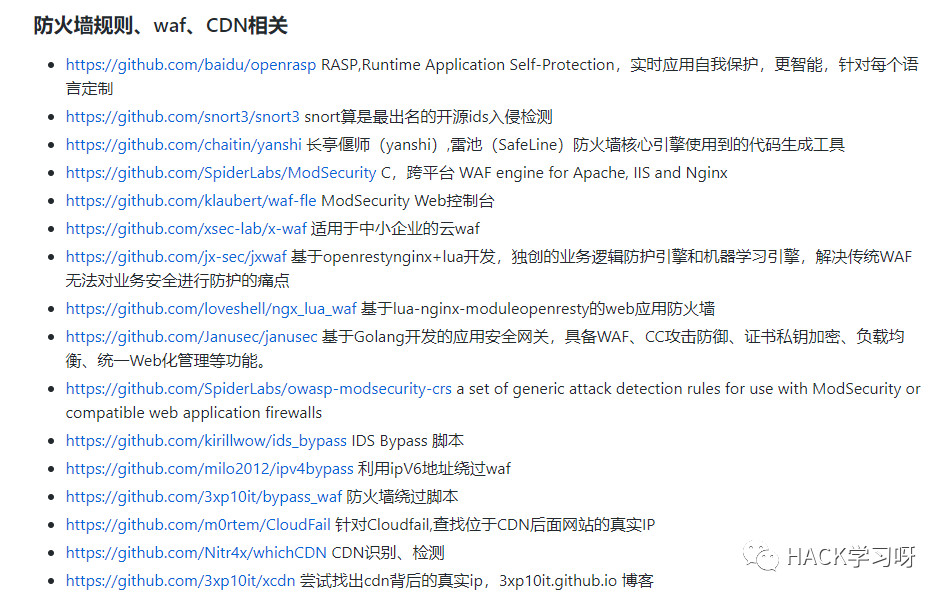 防火墙规则、waf、CDN相关
https://github.com/baidu/openrasp RASP,Runtime Application Self-Protection，实时应用自我保护，更智能，针对每个语
言定制
https://github.com/snort3/snort3 snort算是最出名的开源ids入侵检测
https://github.com/chaitin/yanshi 长亭偃师（yanshi）,雷池（SafeLine）防火墙核心引擎使用到的代码生成工具
https://github.com/SpiderLabs/ModSecurity C，跨平台 WAF engine for Apache, IIS and Nginx
https://github.com/klaubert/waf-fle ModSecurity Web控制台
https://github.com/xsec-lab/x-waf 适用于中小企业的云waf
https://github.com/jx-sec/jxwaf 基于openrestynginx+lua开发，独创的业务逻辑防护引擎和机器学习引擎，解决传统WAF
无法对业务安全进行防护的痛点
https://github.com/loveshell/ngx_lua_waf 基于lua-nginx-moduleopenresty的web应用防火墙
https://github.com/Janusec/janusec 基于Golang开发的应用安全网关，具备WAF、CC攻击防御、证书私钥加密、负载均
衡、统一Web化管理等功能。
https://github.com/SpiderLabs/owasp-modsecurity-crs a set of generic attack detection rules for use with ModSecurity or
compatible web application firewalls
https://github.com/kirillwow/ids_bypass IDS Bypass 脚本
https://github.com/milo2012/ipv4bypass 利用ipV6地址绕过waf
https://github.com/3xp10it/bypass_waf 防火墙绕过脚本
https://github.com/m0rtem/CloudFail 针对Cloudfail,查找位于CDN后面网站的真实IP
https://github.com/Nitr4x/whichCDN CDN识别、检测
https://github.com/3xp10it/xcdn 尝试找出cdn背后的真实ip，3xp10it.github.io 博客
HACK学习呀